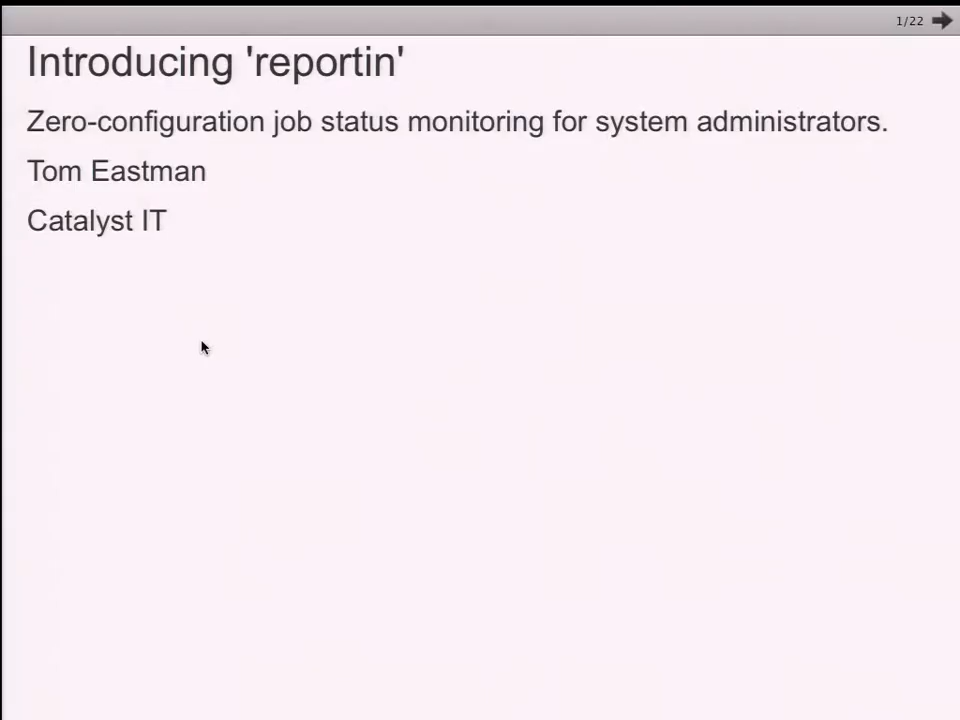 1/22
Introducing 'reportin'
Zero-configuration job status monitoring for system administrators.
Tom Eastman
Catalyst IT